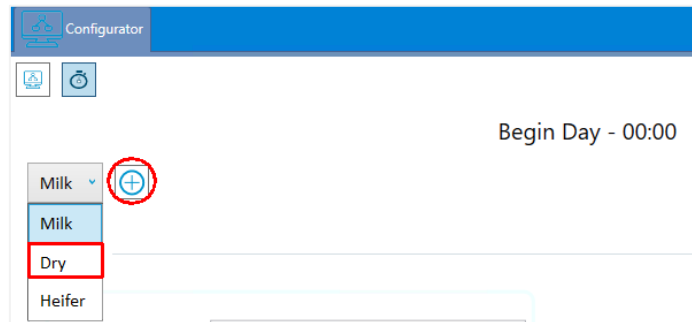 Configurator
Begin Day - 00:00
Milk
Milk
Dry
Heifer